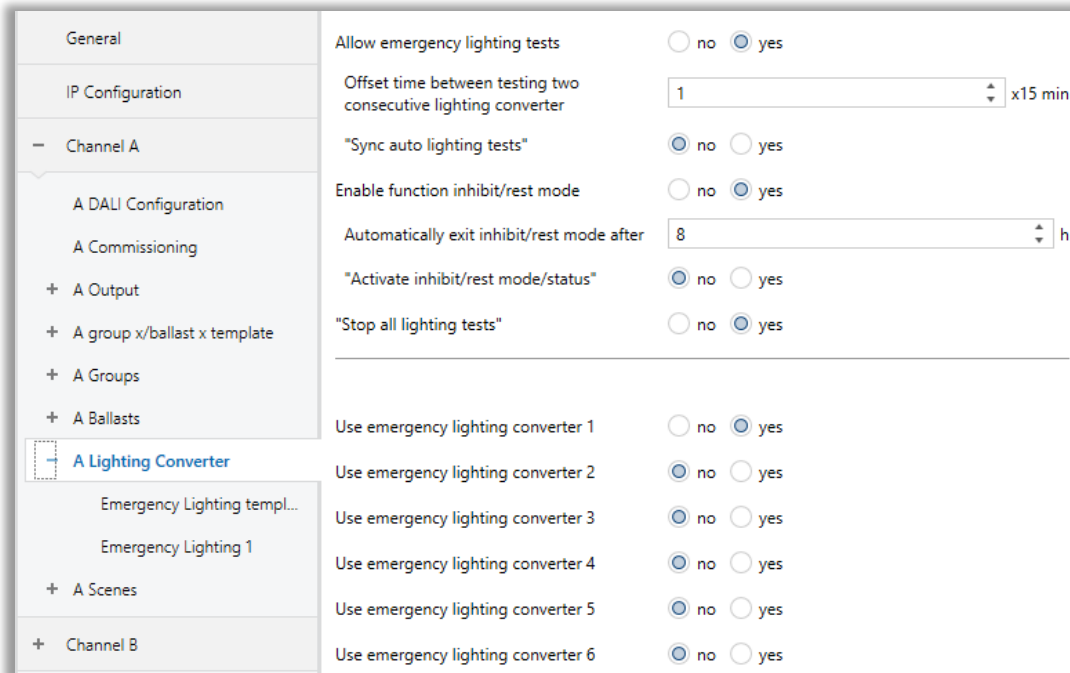 General
IP Configuration
− Channel A
A DALI Configuration
A Commissioning
+ A Output
+ A group x/ballast x template
+ A Groups
+ A Ballasts
− A Lighting Converter
Emergency Lighting templ...
Emergency Lighting 1
+ A Scenes
+ Channel B
Allow emergency lighting tests no yes
Offset time between testing two
consecutive lighting converter 1 x15 min
"Sync auto lighting tests" no yes
Enable function inhibit/rest mode no yes
Automatically exit inhibit/rest mode after 8 h
"Activate inhibit/rest mode/status" no yes
"Stop all lighting tests" no yes
Use emergency lighting converter 1 no yes
Use emergency lighting converter 2 no yes
Use emergency lighting converter 3 no yes
Use emergency lighting converter 4 no yes
Use emergency lighting converter 5 no yes
Use emergency lighting converter 6 no yes